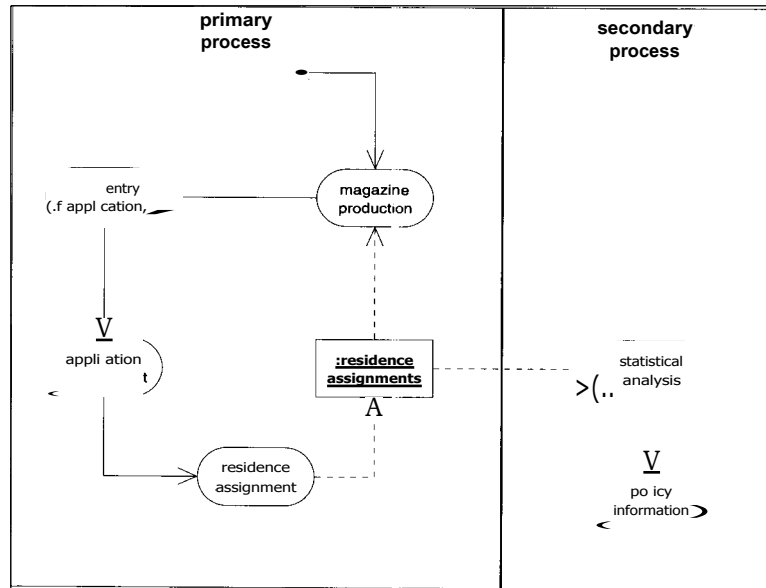 primary
process
secondary
process
magazine
production
entry
(.f appl cation,
V
appli ation
t
:residence
assignments
A
statistical
analysis
>(..
residence
assignment
V
po icy
information